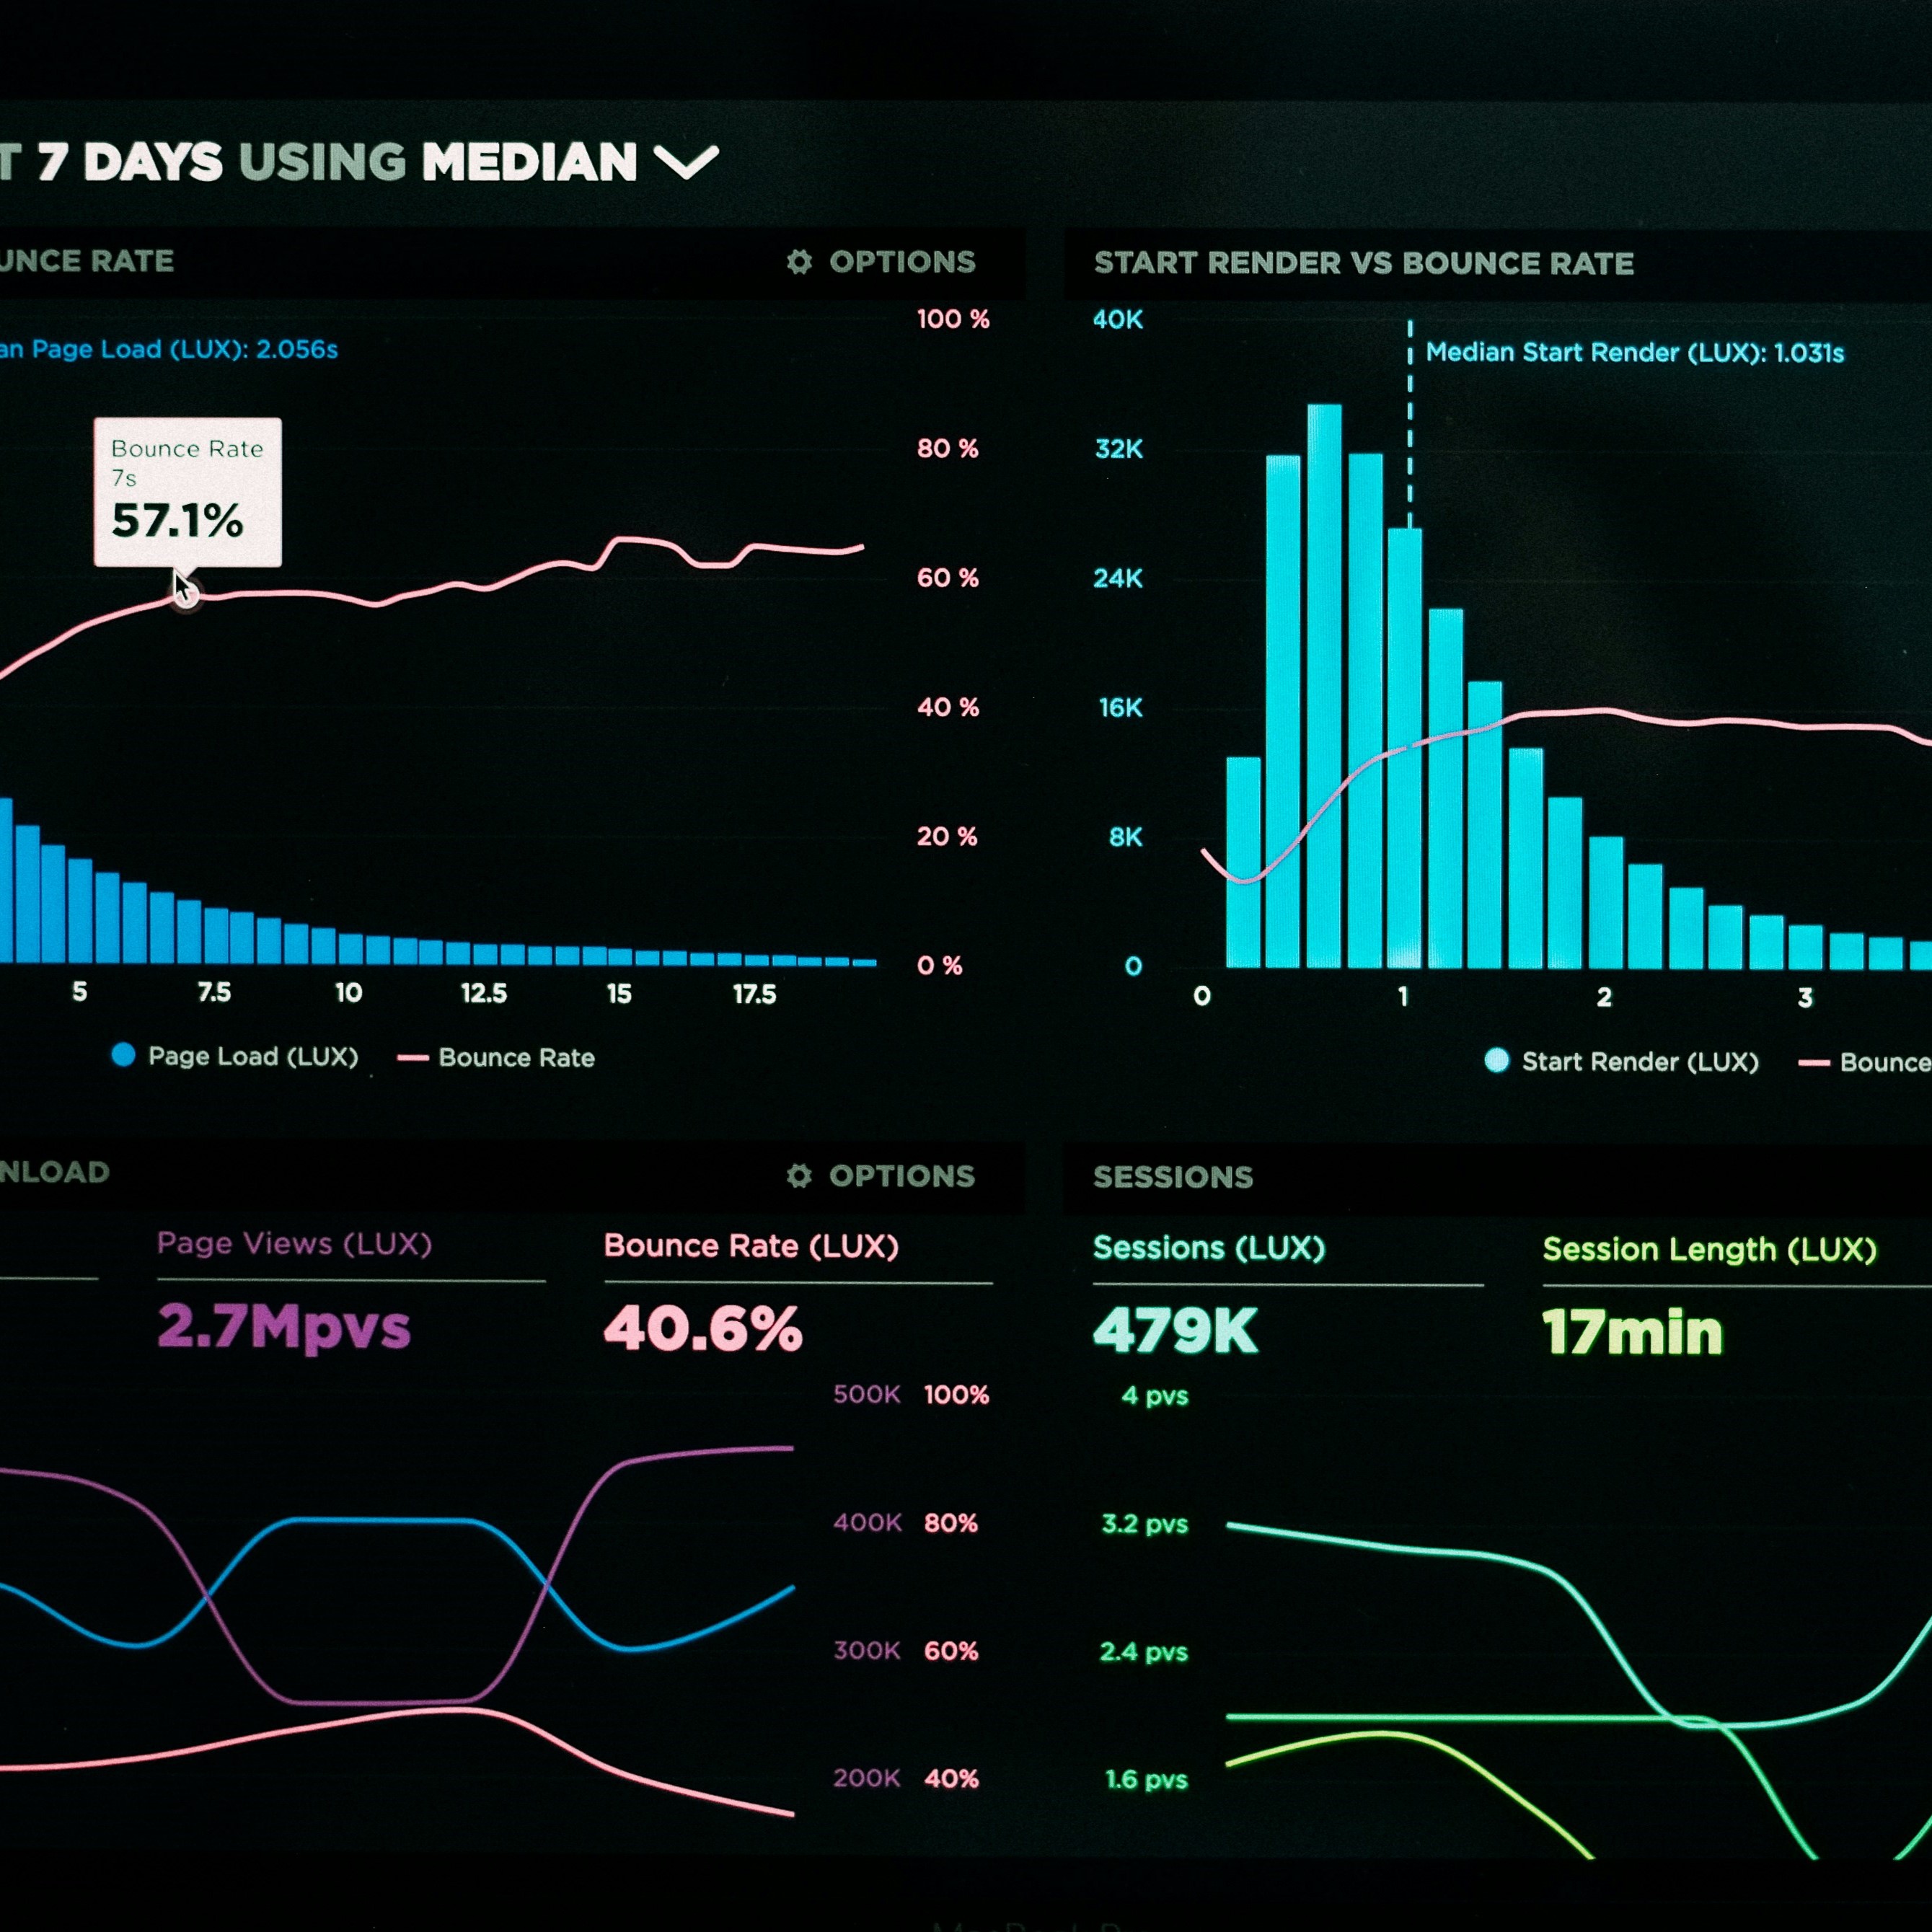 T 7 DAYS USING MEDIAN
UNCE RATE
OPTIONS
an Page Load (LUX): 2.056s
Bounce Rate
7s
57.1%
100 %
80 %
60 %
40 %
20 %
0 %
5 7.5 10 12.5 15 17.5
Page Load (LUX) Bounce Rate
START RENDER VS BOUNCE RATE
Median Start Render (LUX): 1.031s
40K
32K
24K
16K
8K
0
0 1 2 3
Start Render (LUX) Bounce
NLOAD
OPTIONS
Page Views (LUX)
2.7Mpvs
Bounce Rate (LUX)
40.6%
500K 100%
400K 80%
300K 60%
200K 40%
SESSIONS
Sessions (LUX)
479K
Session Length (LUX)
17min
4 pvs
3.2 pvs
2.4 pvs
1.6 pvs